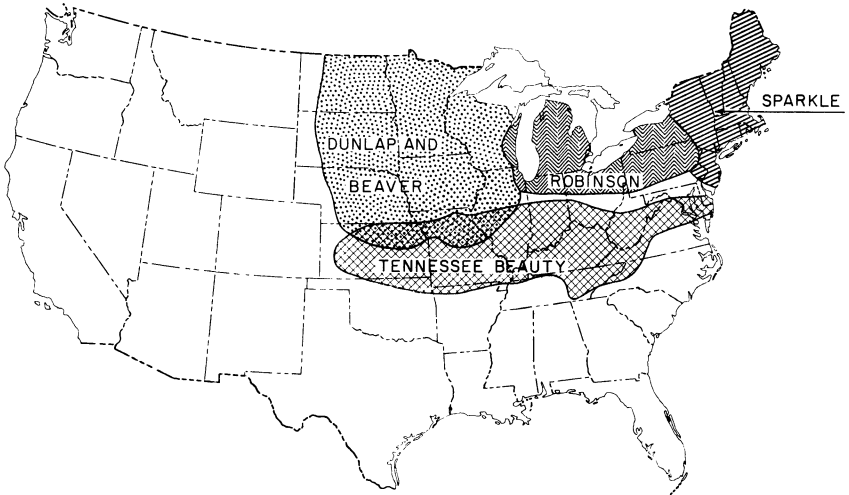 SPARKLE
DUNLAP AND
BEAVER
ROBINSON
TENNESSEE BEAUTY